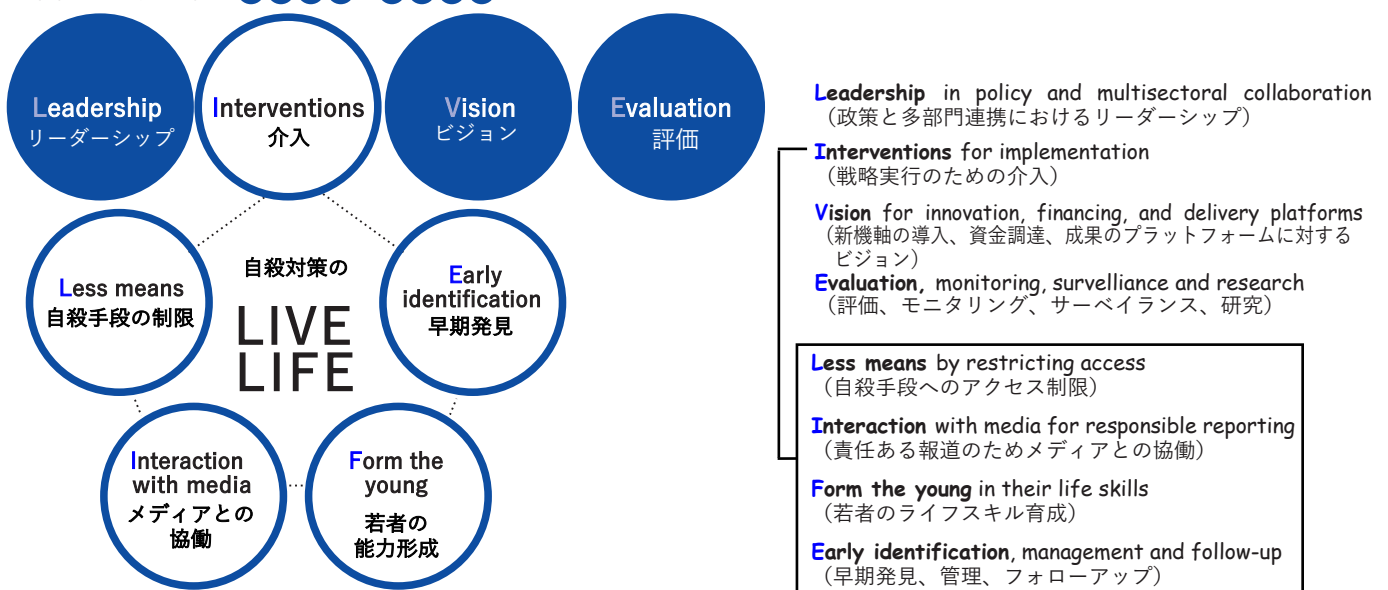 Leadership
リーダーシップ
Interventions
介入
Vision
ビジョン
Evaluation
評価
Less means
自殺手段の制限
自殺対策の
LIVE
LIFE
Early
identification
早期発見
Interaction
with media
メディアとの
協働
Form the
young
若者の
能力形成
Leadership in policy and multisectoral collaboration
（政策と多部門連携におけるリーダーシップ）
Interventions for implementation
（戦略実行のための介入）
Vision for innovation, financing, and delivery platforms
（新機軸の導入、資金調達、成果のプラットフォームに対する
ビジョン）
Evaluation, monitoring, survelliance and research
（評価、モニタリング、サーベイランス、研究）
Less means by restricting access
（自殺手段へのアクセス制限）
Interaction with media for responsible reporting
（責任ある報道のためメディアとの協働）
Form the young in their life skills
（若者のライフスキル育成）
Early identification, management and follow-up
（早期発見、管理、フォローアップ）